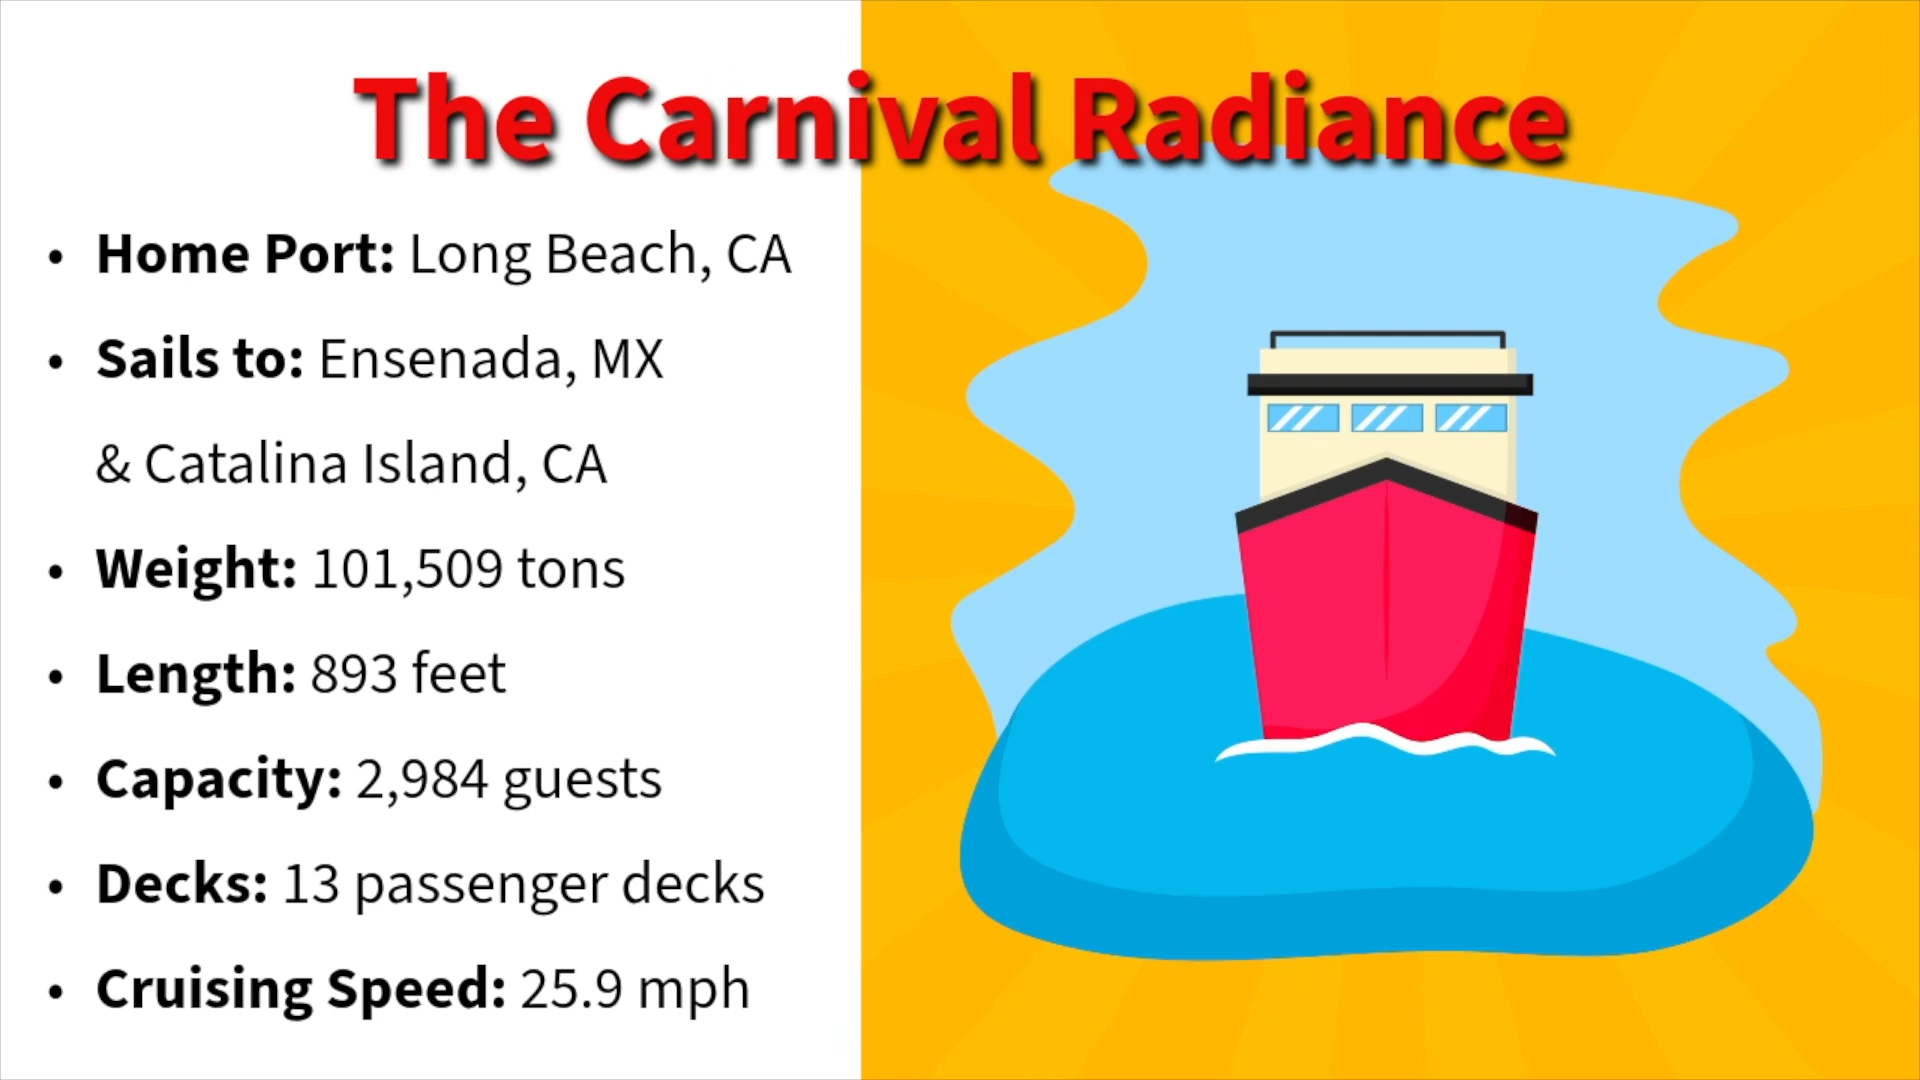 The Carnival Radiance
• Home Port: Long Beach, CA
• Sails to: Ensenada, MX
& Catalina Island, CA
• Weight: 101,509 tons
• Length: 893 feet
• Capacity: 2,984 guests
• Decks: 13 passenger decks
• Cruising Speed: 25.9 mph